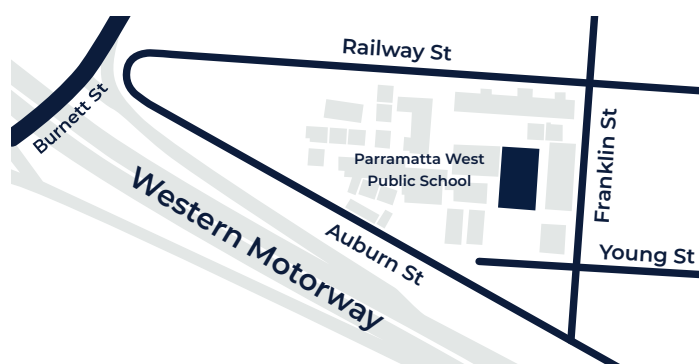 Railway St
Burnett St
Franklin St
Parramatta West
Public School
Western Motorway
Auburn St
Young St